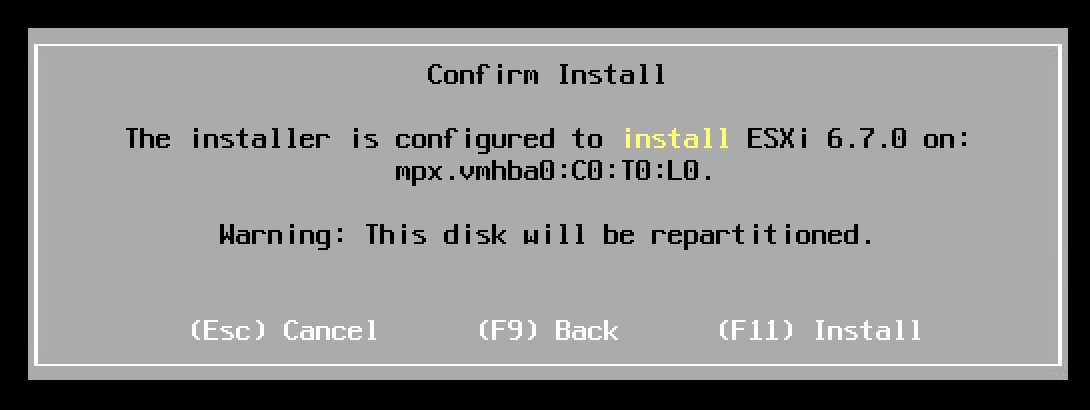 Confirm Install
The installer is configured to install ESXi 6.7.0 on:
mpx.vmhba0:C0:T0:L0.
Warning: This disk will be repartitioned.
(Esc) Cancel (F9) Back (F11) Install